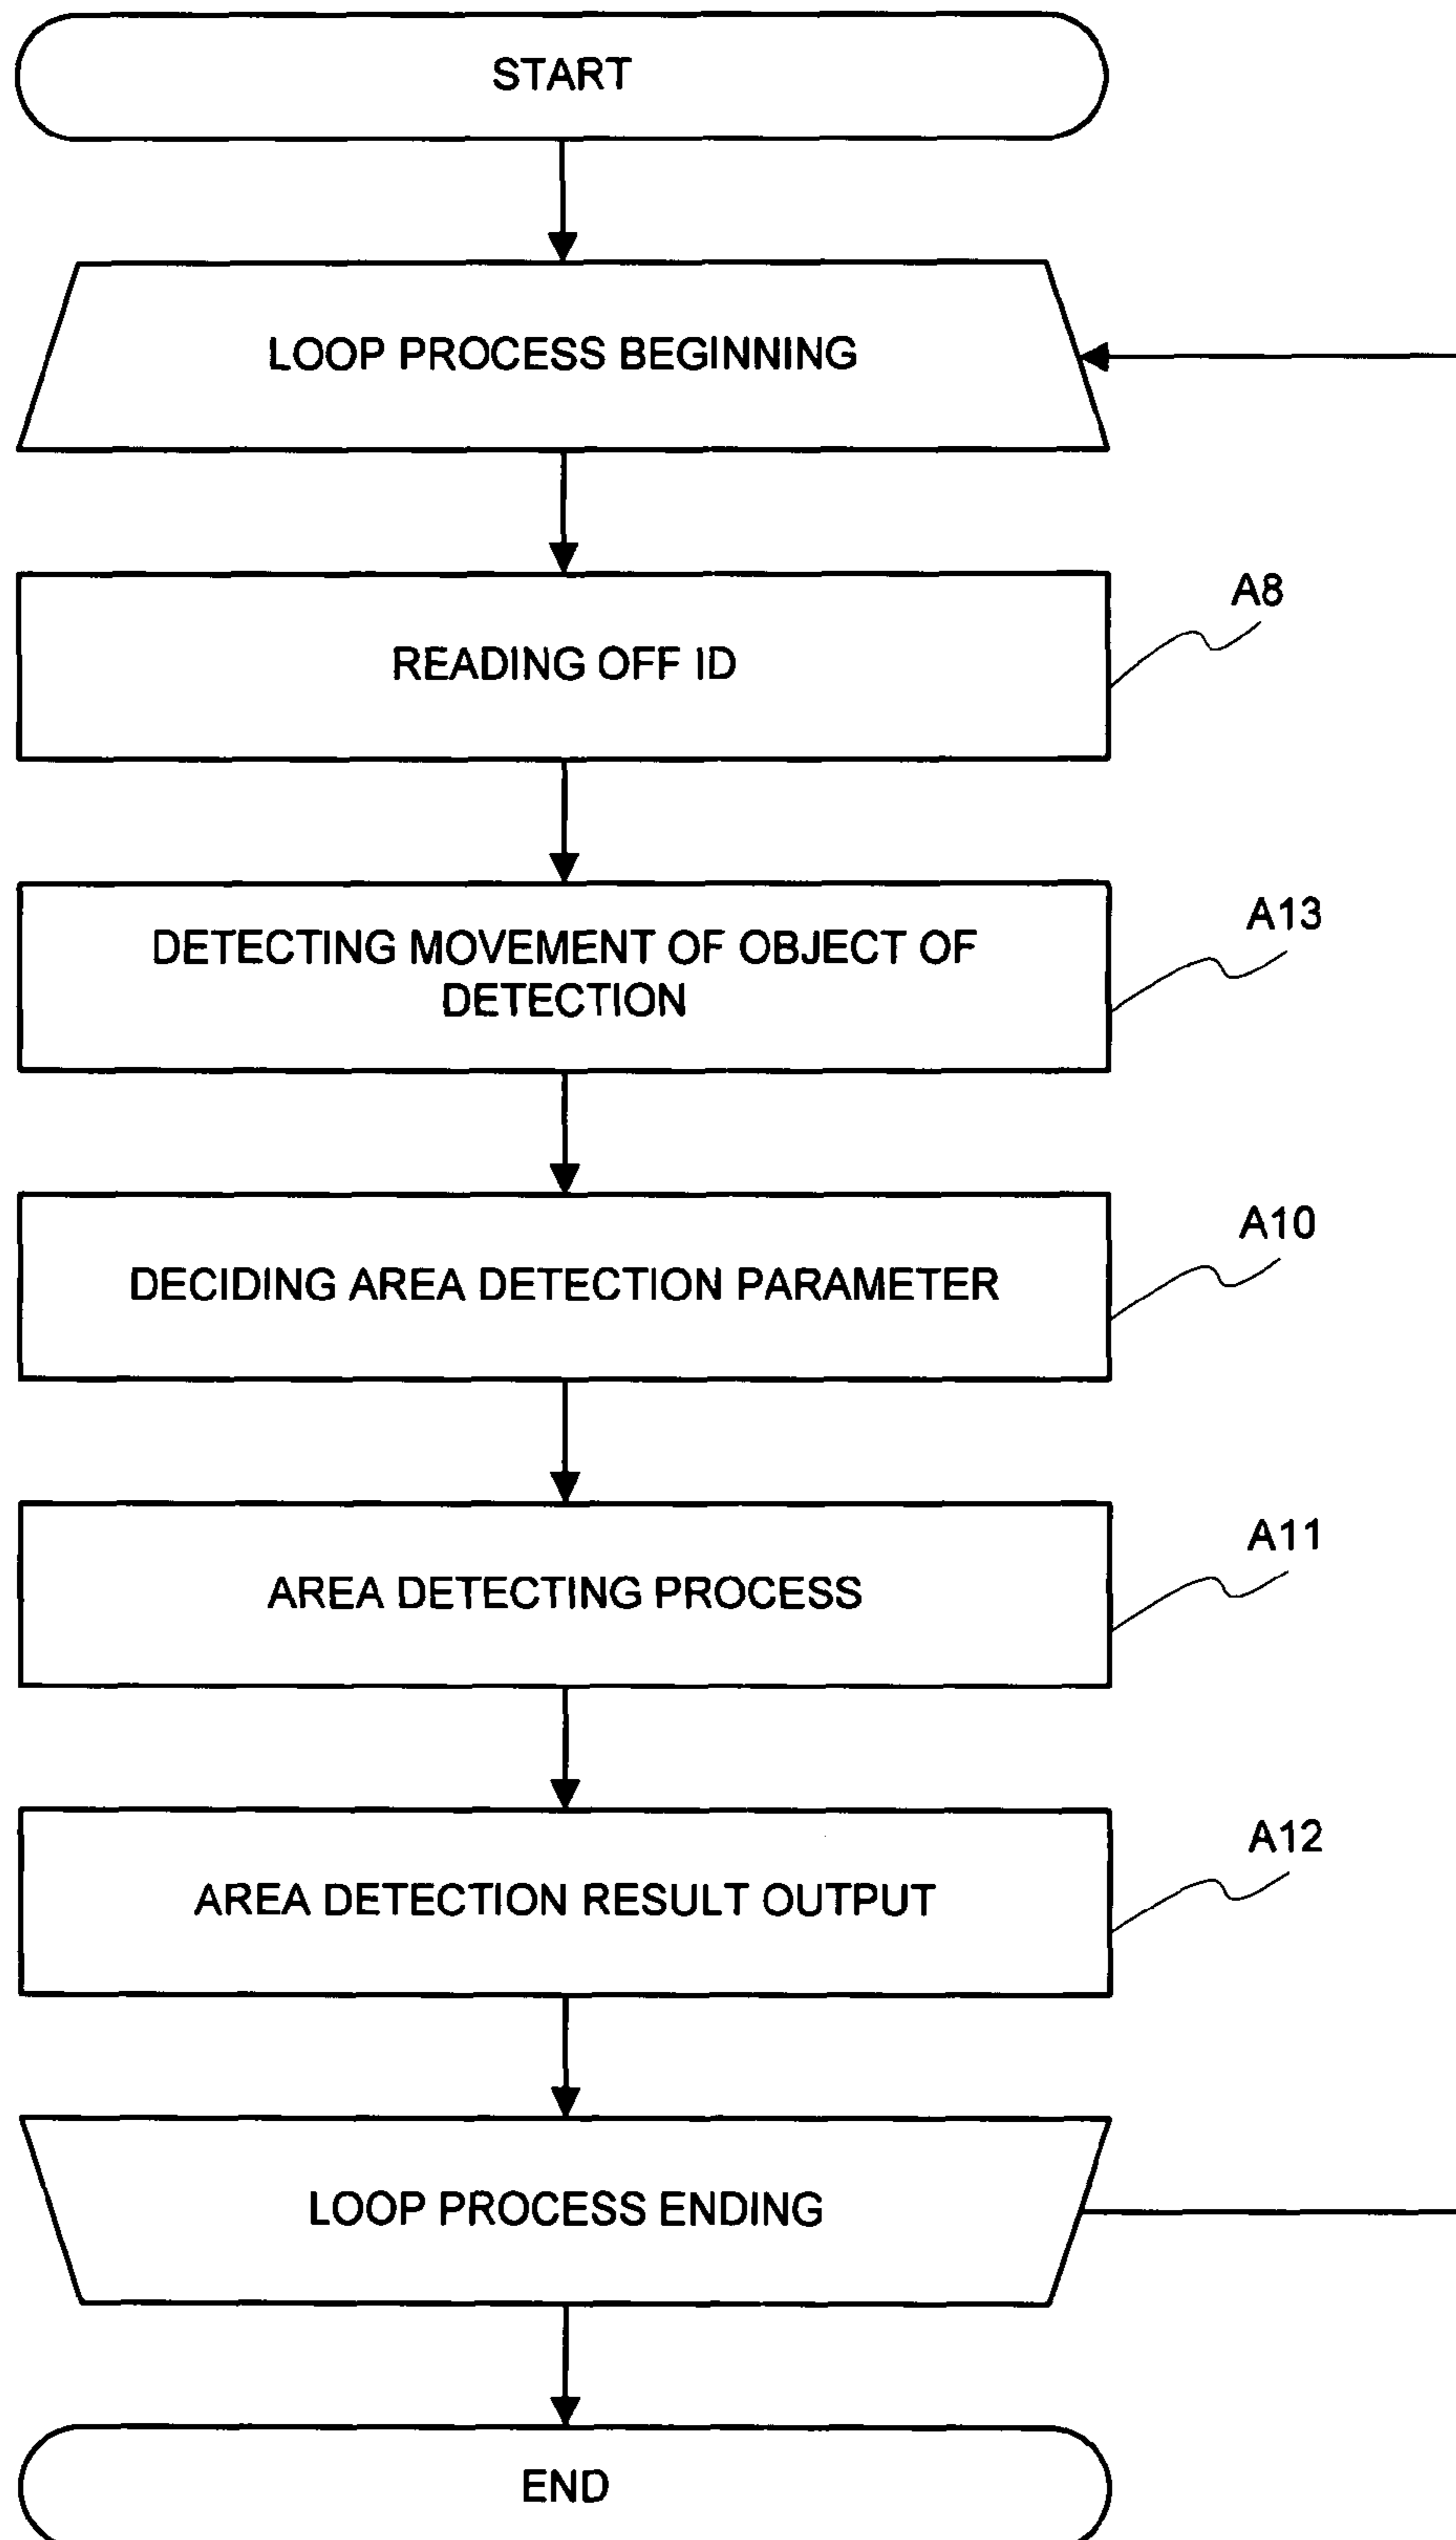 START
LOOP PROCESS BEGINNING
A8
READING OFF ID
A13
DETECTING MOVEMENT OF OBJECT OF
DETECTION
A10
DECIDING AREA DETECTION PARAMETER
A11
AREA DETECTING PROCESS
A12
AREA DETECTION RESULT OUTPUT
LOOP PROCESS ENDING
END